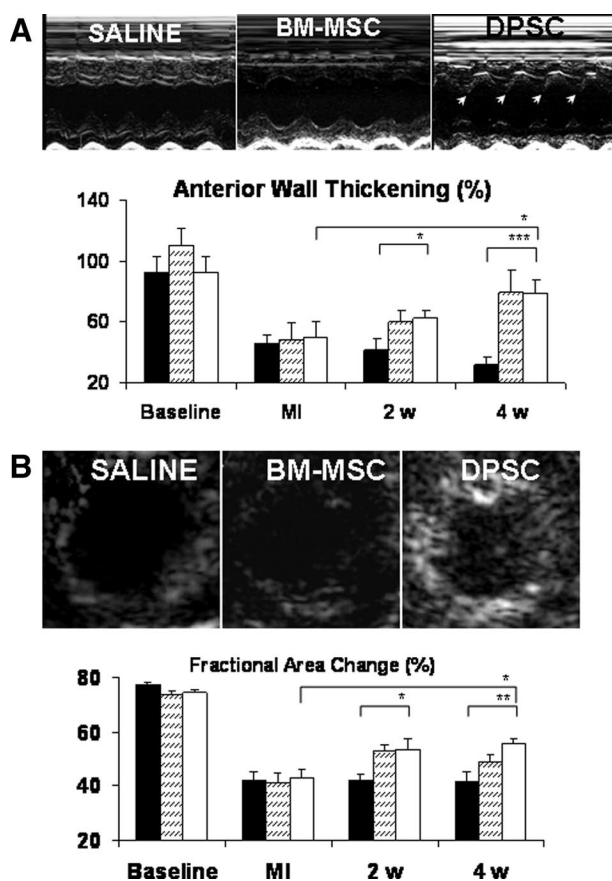 A
SALINE BM-MSC DPSC
Anterior Wall Thickening (%)
140
*
* ***
100
60
20
Baseline MI 2 w 4 w
B
SALINE BM-MSC DPSC
Fractional Area Change (%)
80
*
* **
60
40
20
Baseline MI 2 w 4 w